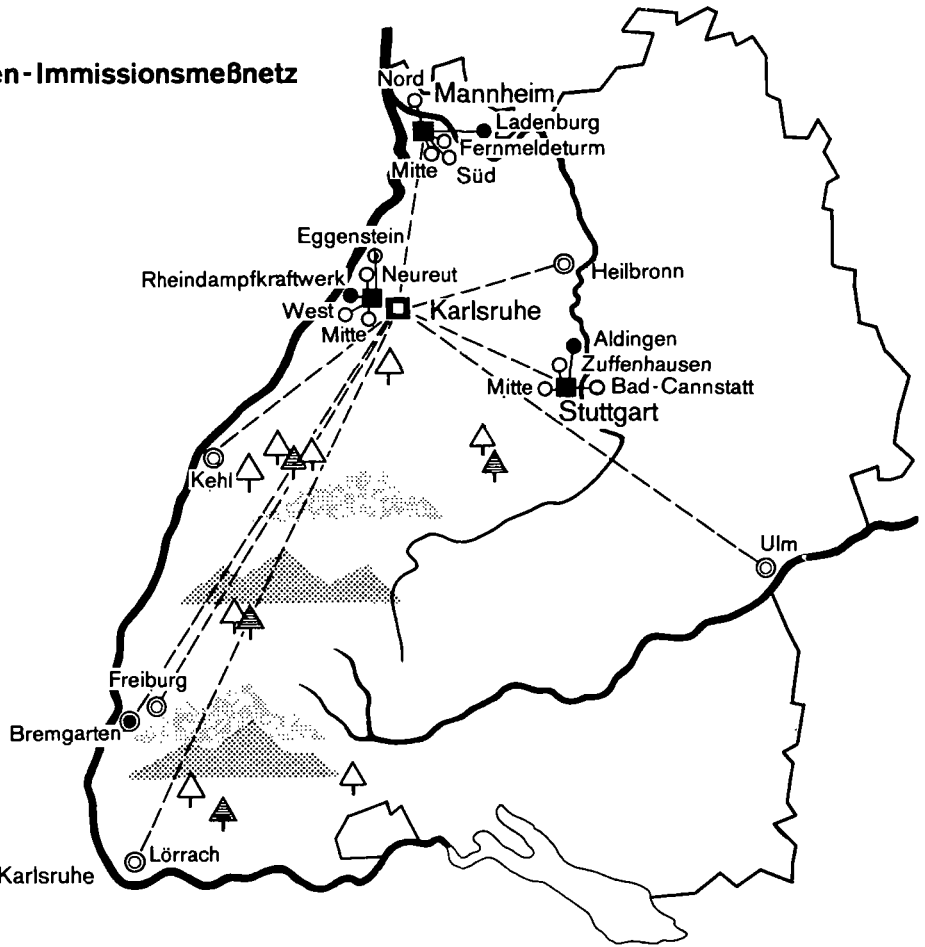 en-Immissionsmeßnetz
Nord
Mannheim
Ladenburg
Fernmeldeturm
Mitte
Süd
Eggenstein
Rheindampfkraftwerk
Neureut
Heilbronn
West
Karlsruhe
Mitte
Aldingen
Zuffenhausen
Mitte
Bad-Cannstatt
Stuttgart
Kehl
Ulm
Freiburg
Bremgarten
Lörrach
Karlsruhe